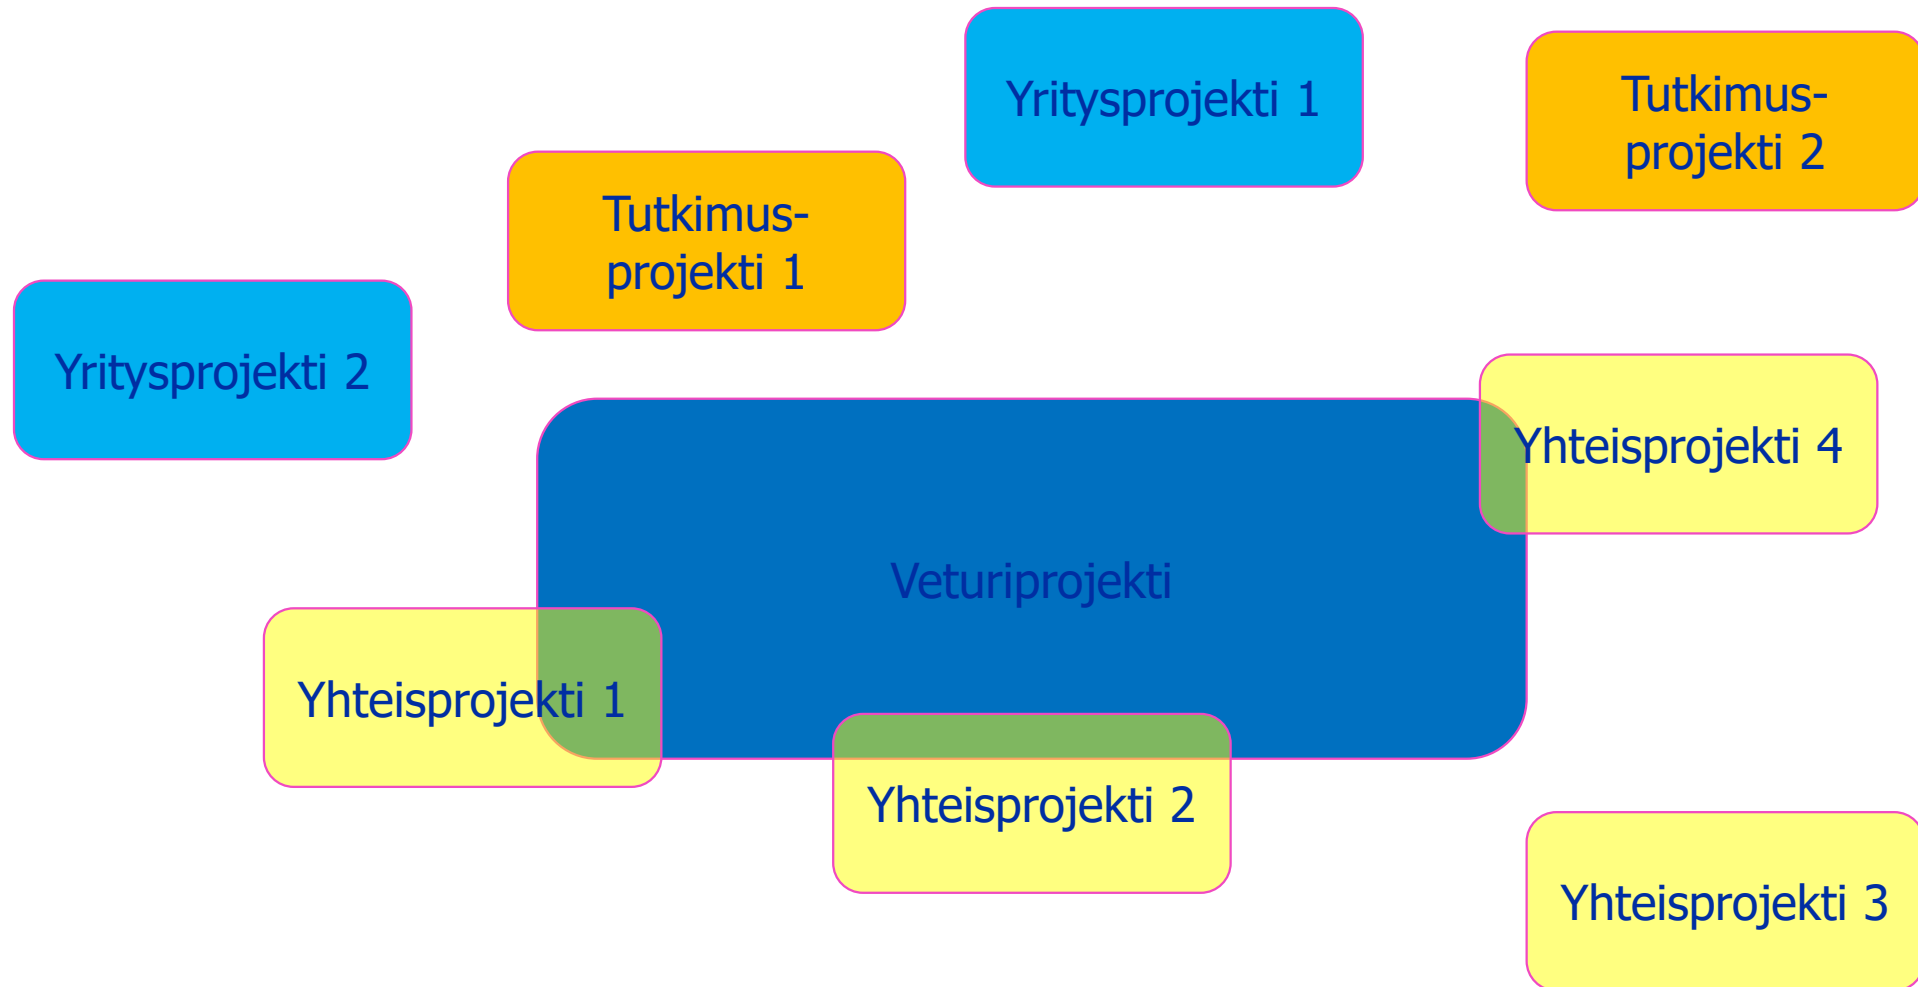 Yritysprojekti 1
Tutkimus-
projekti 2
Tutkimus-
projekti 1
Yritysprojekti 2
Yhteisprojekti 4
Veturiprojekti
Yhteisprojekti 1
Yhteisprojekti 2
Yhteisprojekti 3